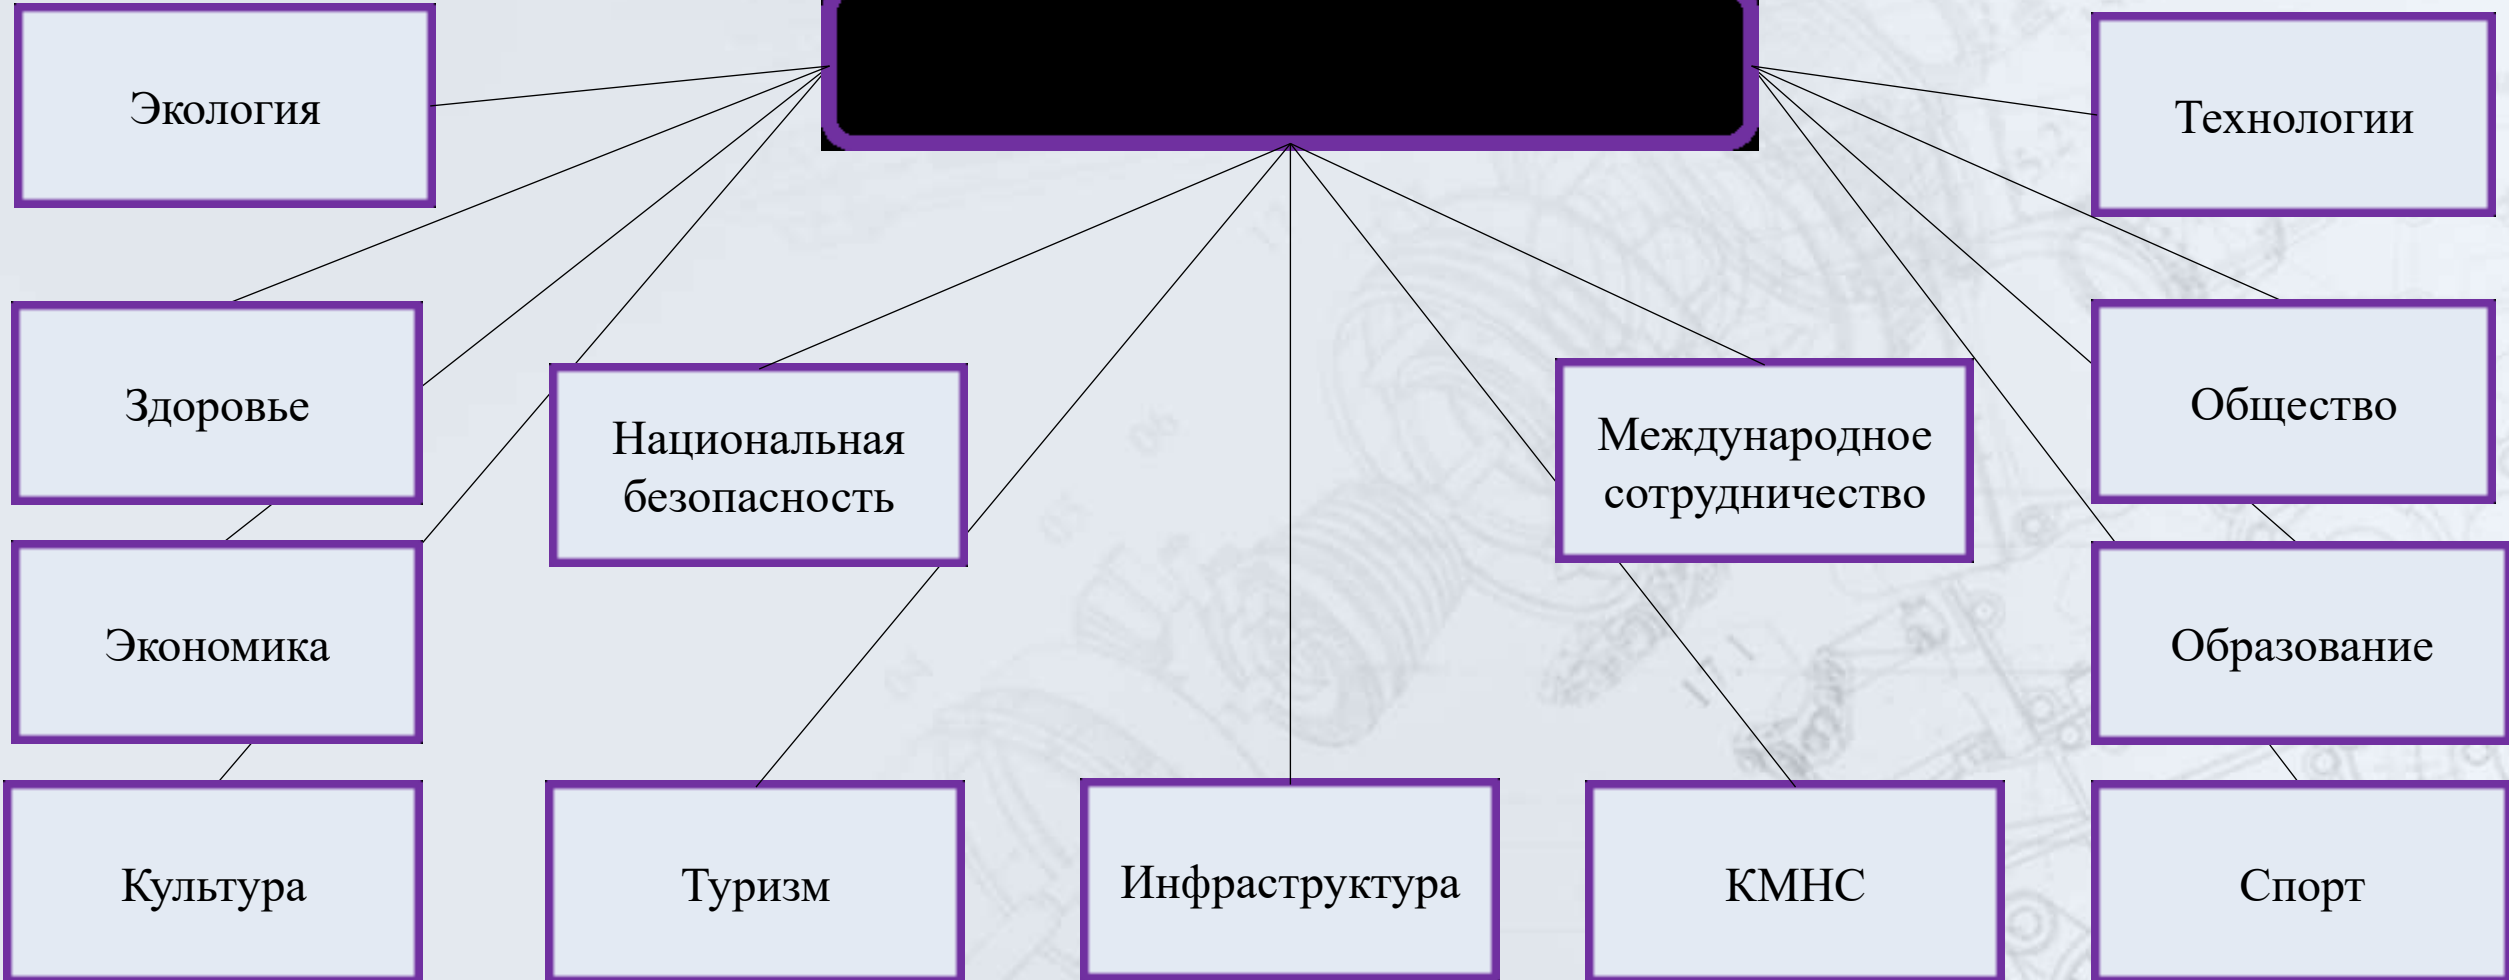 Экология
Технологии
Здоровье
Национальная
безопасность
Международное
сотрудничество
Общество
Экономика
Образование
Культура
Туризм
Инфраструктура
КМНС
Спорт